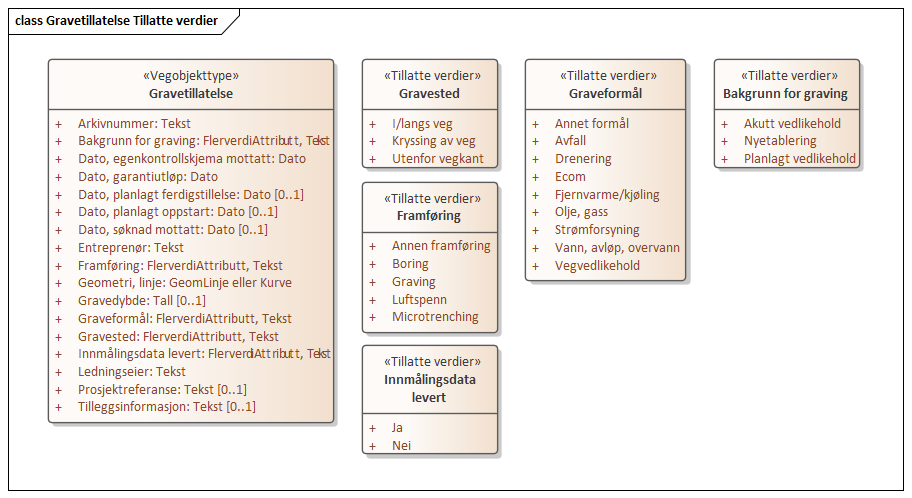 class Gravetillatelse Tillatte verdier
«Vegobjekttype»
Gravetillatelse
+ Arkivnummer: Tekst
+ Bakgrunn for graving: FlerverdiAttributt, Tekst
+ Dato, egenkontrollskjema mottatt: Dato
+ Dato, garantiutløp: Dato
+ Dato, planlagt ferdigstillelse: Dato [0..1]
+ Dato, planlagt oppstart: Dato [0..1]
+ Dato, søknad mottatt: Dato [0..1]
+ Entreprenør: Tekst
+ Framføring: FlerverdiAttributt, Tekst
+ Geometri, linje: GeomLinje eller Kurve
+ Gravedybde: Tall [0..1]
+ Graveformål: FlerverdiAttributt, Tekst
+ Gravested: FlerverdiAttributt, Tekst
+ Innmålingsdata levert: FlerverdiAttributt, Tekst
+ Ledningseier: Tekst
+ Prosjektreferanse: Tekst [0..1]
+ Tilleggsinformasjon: Tekst [0..1]
«Tillatte verdier»
Gravested
+ I/langs veg
+ Kryssing av veg
+ Utenfor vegkant
«Tillatte verdier»
Framføring
+ Annen framføring
+ Boring
+ Graving
+ Luftspenn
+ Microtrenching
«Tillatte verdier»
Innmålingsdata
levert
+ Ja
+ Nei
«Tillatte verdier»
Graveformål
+ Annet formål
+ Avfall
+ Drenering
+ Ecom
+ Fjernvarme/kjøling
+ Olje, gass
+ Strømforsyning
+ Vann, avløp, overvann
+ Vegvedlikehold
«Tillatte verdier»
Bakgrunn for graving
+ Akutt vedlikehold
+ Nyetablering
+ Planlagt vedlikehold